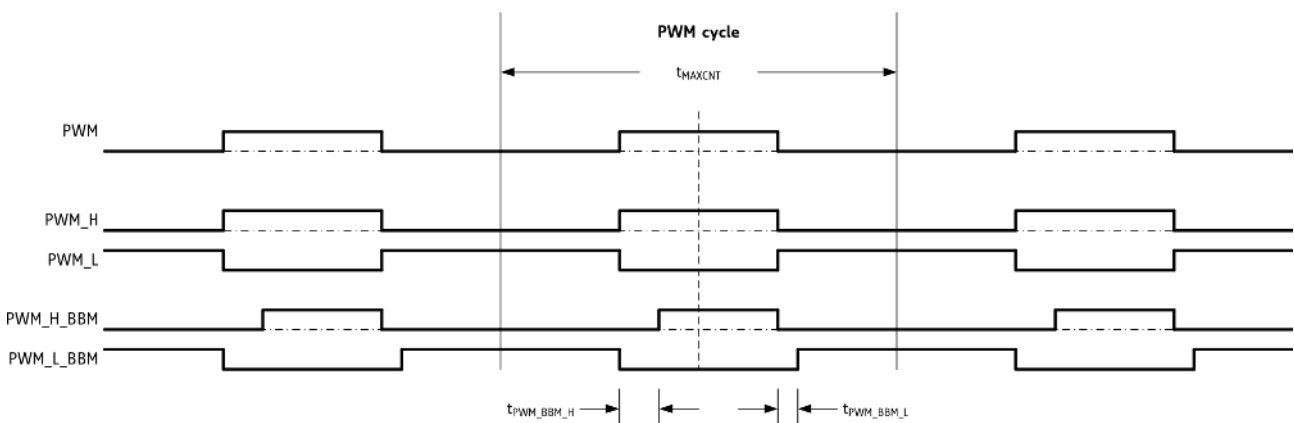 PWM cycle
tMAXCNT
PWM
PWM_H
PWM_L
PWM_H_BBM
PWM_L_BBM
tPWM_BBM_H
tPWM_BBM_L